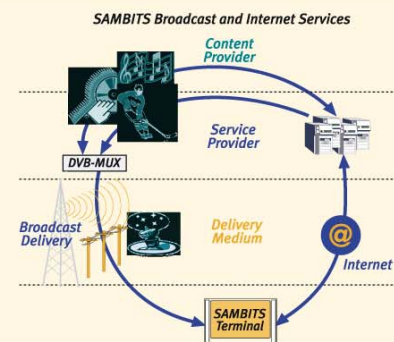 SAMBITS Broadcast and Internet Services
Content
Provider
Service
Provider
DVB-MUX
Broadcast
Delivery
Delivery
Medium
@
Internet
SAMBITS
Terminal